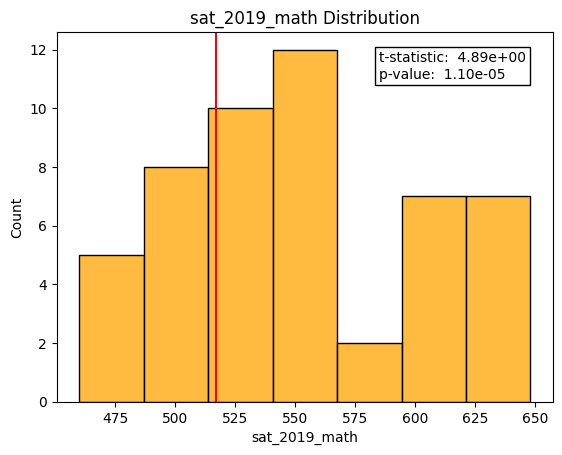 sat_2019_math Distribution
t-statistic: 4.89e+00
p-value: 1.10e-05
Count
12
10
8
6
4
2
0
475 500 525 550 575 600 625 650
sat_2019_math